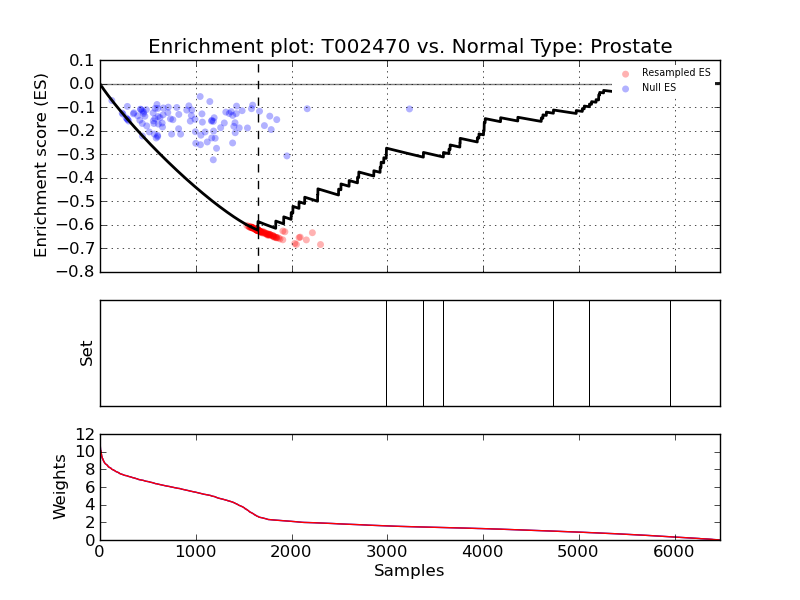 Enrichment plot: T002470 vs. Normal Type: Prostate
Enrichment score (ES)
0.1
0.0
−0.1
−0.2
−0.3
−0.4
−0.5
−0.6
−0.7
−0.8
Resampled ES
Null ES
Set
Weights
12
10
8
6
4
2
0
0 1000 2000 3000 4000 5000 6000
Samples